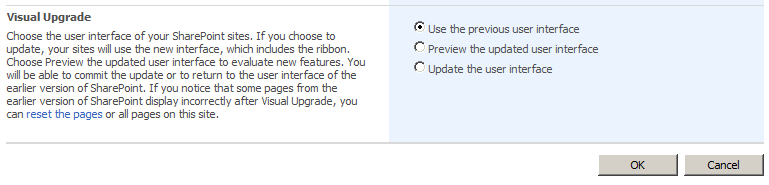 Visual Upgrade
Choose the user interface of your SharePoint sites. If you choose to
update, your sites will use the new interface, which includes the ribbon.
Choose Preview the updated user interface to evaluate new features. You
will be able to commit the update or to return to the user interface of the
earlier version of SharePoint. If you notice that some pages from the
earlier version of SharePoint display incorrectly after Visual Upgrade, you
can reset the pages or all pages on this site.
Use the previous user interface
Preview the updated user interface
Update the user interface
OK
Cancel